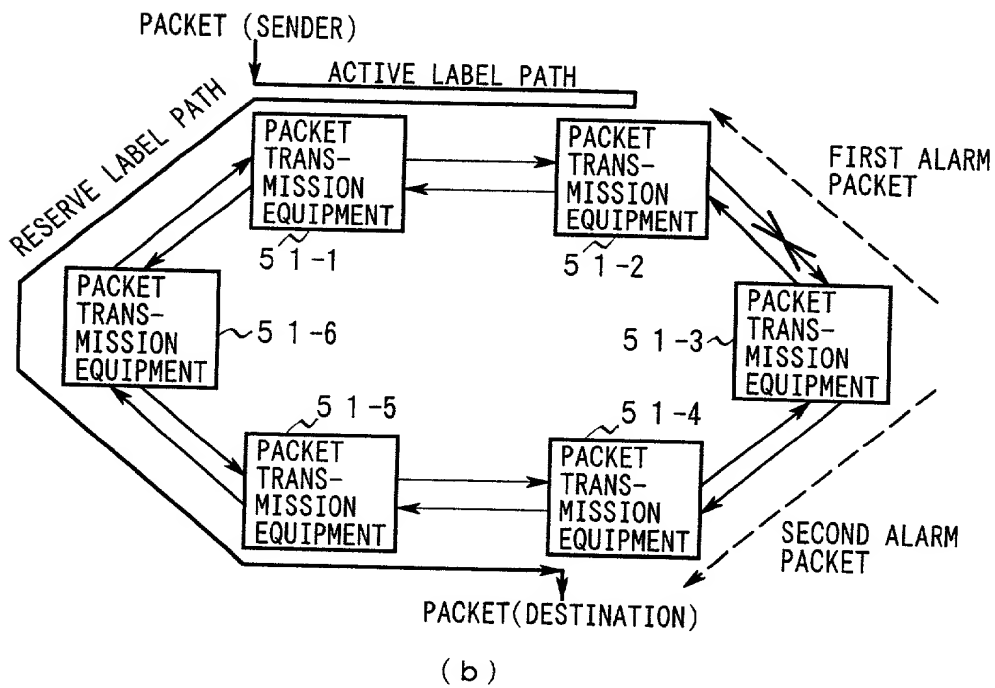 PACKET (SENDER)
ACTIVE LABEL PATH
RESERVE LABEL PATH
PACKET
TRANS-
MISSION
EQUIPMENT
51-1
PACKET
TRANS-
MISSION
EQUIPMENT
51-2
FIRST ALARM
PACKET
PACKET
TRANS-
MISSION
EQUIPMENT
51-6
51-3
PACKET
TRANS-
MISSION
EQUIPMENT
51-5
PACKET
TRANS-
MISSION
EQUIPMENT
51-4
PACKET
TRANS-
MISSION
EQUIPMENT
SECOND ALARM
PACKET
PACKET(DESTINATION)
(b)